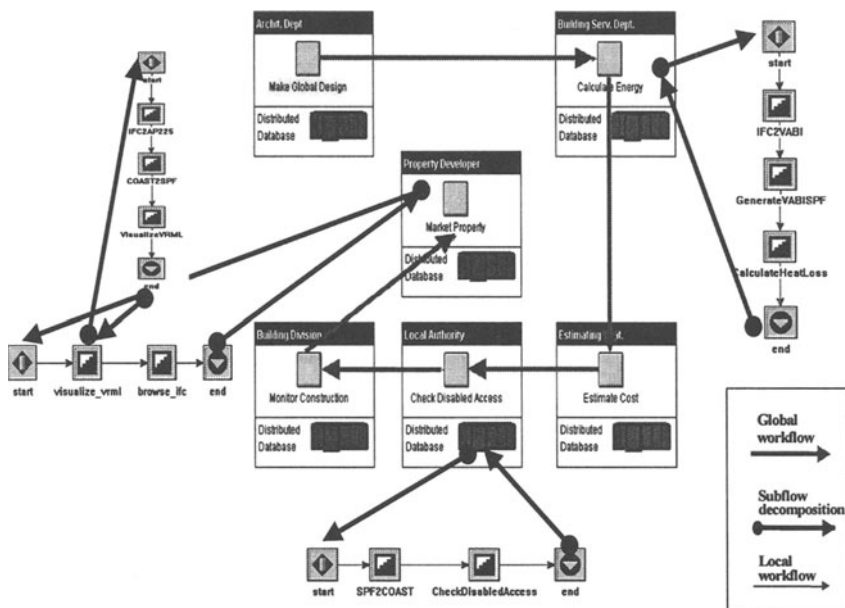 Archit. Dept
Make Global Design
Distributed
Database
Building Serv. Dept.
Calculate Energy
Distributed
Database
start
IFC2AP225
COAST2SPF
VisualizeVRML
end
start
IFC2VABI
GenerateVABISPF
CalculateHeatLoss
end
Property Developer
Market Property
Distributed
Database
start
visualize_vrml
browse_ifc
end
Building Division
Monitor Construction
Distributed
Database
Local Authority
Check Disabled Access
Distributed
Database
Estimating
Estimate Cost
Distributed
Database
start
SPF2COAST
CheckDisabledAccess
end
Global
workflow
Subflow
decomposition
Local
workflow